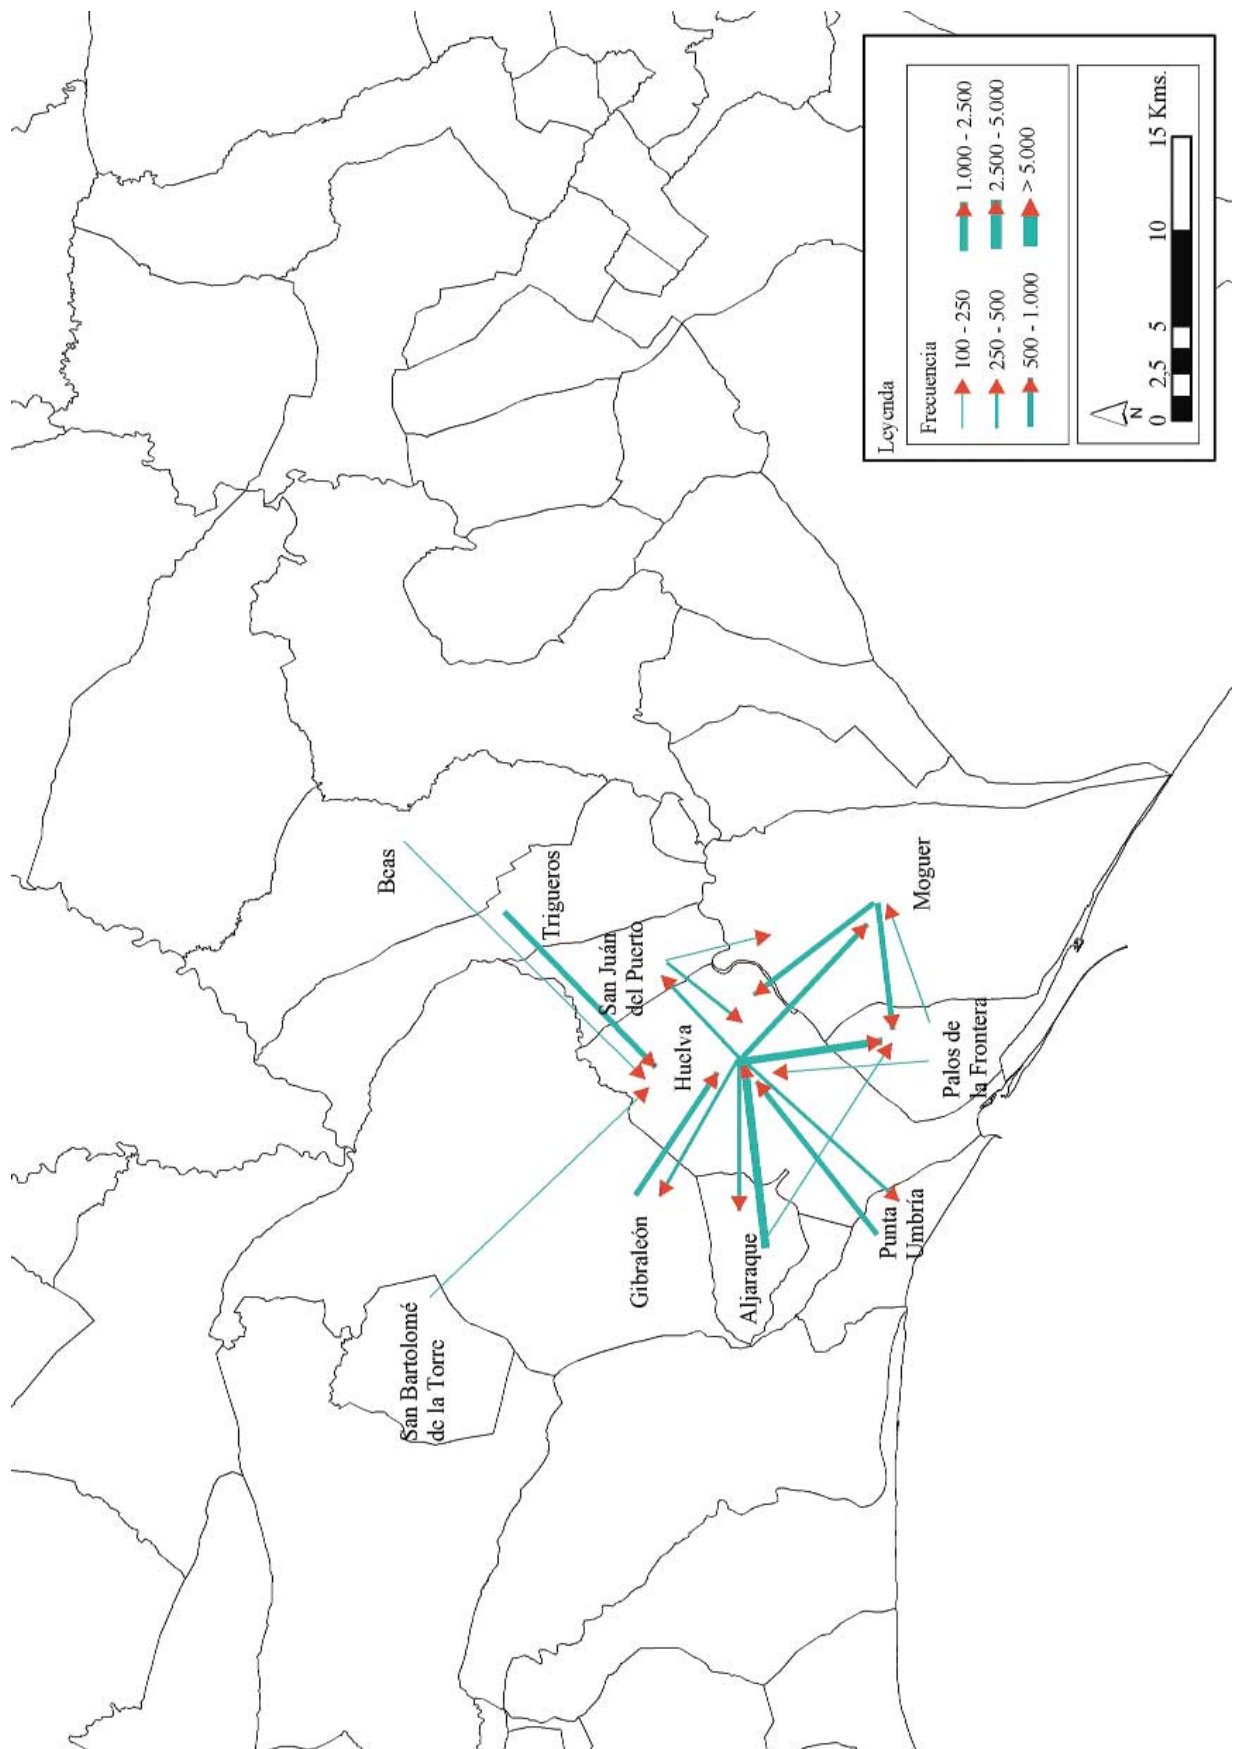 San Bartolomé
de la Torre
Beas
Trigueros
San Juán
del Puerto
Gibraleón
Huelva
Aljaraque
Moguer
Punta
Umbría
Palos de
la Frontera
Leyenda
Frecuencia
100 - 250
1.000 - 2.500
250 - 500
2.500 - 5.000
500 - 1.000
> 5.000
N
0 2,5 5 10 15 Kms.